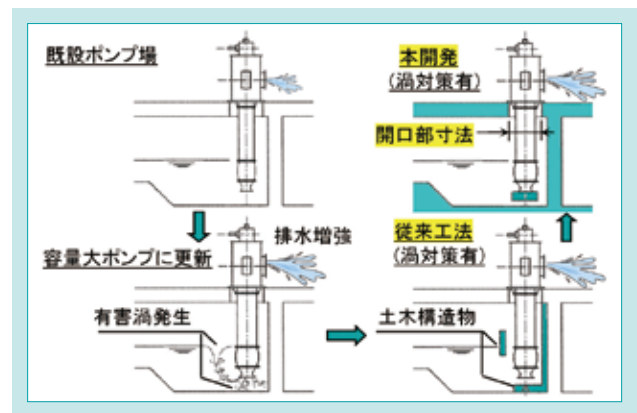 既設ポンプ場
本開発
(渦対策有)
開口部寸法
容量大ポンプに更新
排水増強
有害渦発生
従来工法
(渦対策有)
土木構造物